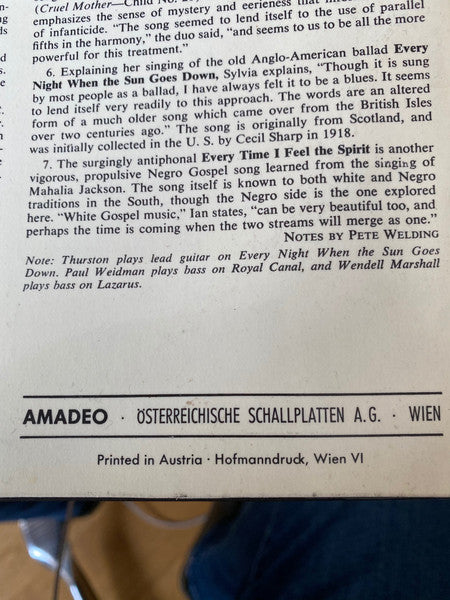 (Cruel Mother—Child No.
emphasizes the sense of mystery and eeriness that
of infanticide. "The song seemed to lend itself to the use of parallel
fifths in the harmony," the duo said, "and seems to us to be all the more
powerful for this treatment."
6. Explaining her singing of the old Anglo-American ballad Every
Night When the Sun Goes Down, Sylvia explains, "Though it is sung
by most people as a ballad, I have always felt it to be a blues. It seems
to lend itself very readily to this approach. The words are an altered
form of a much older song which came over from the British Isles
over two centuries ago." The song is originally from Scotland, and
was initially collected in the U. S. by Cecil Sharp in 1918.
7. The surgingly antiphonal Every Time I Feel the Spirit is another
vigorous, propulsive Negro Gospel song learned from the singing of
Mahalia Jackson. The song itself is known to both white and Negro
traditions in the South, though the Negro side is the one explored
here. "White Gospel music," Ian states, "can be very beautiful too, and
perhaps the time is coming when the two streams will merge as one."
NOTES BY PETE WELDING
Note: Thurston plays lead guitar on Every Night When the Sun Goes
Down. Paul Weidman plays bass on Royal Canal, and Wendell Marshall
plays bass on Lazarus.
AMADEO · ÖSTERREICHISCHE SCHALLPLATTEN A.G. · WIEN
Printed in Austria · Hofmanndruck, Wien VI